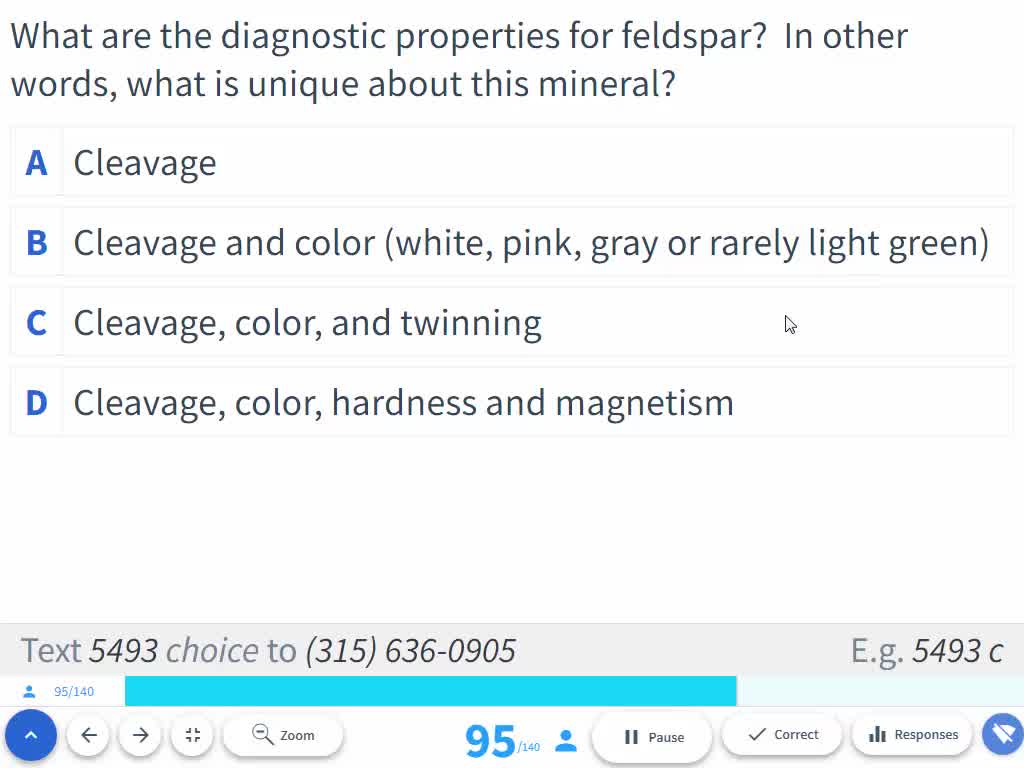 What are the diagnostic properties for feldspar?  In other
words, what is unique about this mineral?
A Cleavage
B Cleavage and color (white, pink, gray or rarely light green)
C Cleavage, color, and twinning
D Cleavage, color, hardness and magnetism
Text 5493 choice to (315) 636-0905 E.g. 5493 c
95/140
Zoom 95/140 Pause Correct Responses